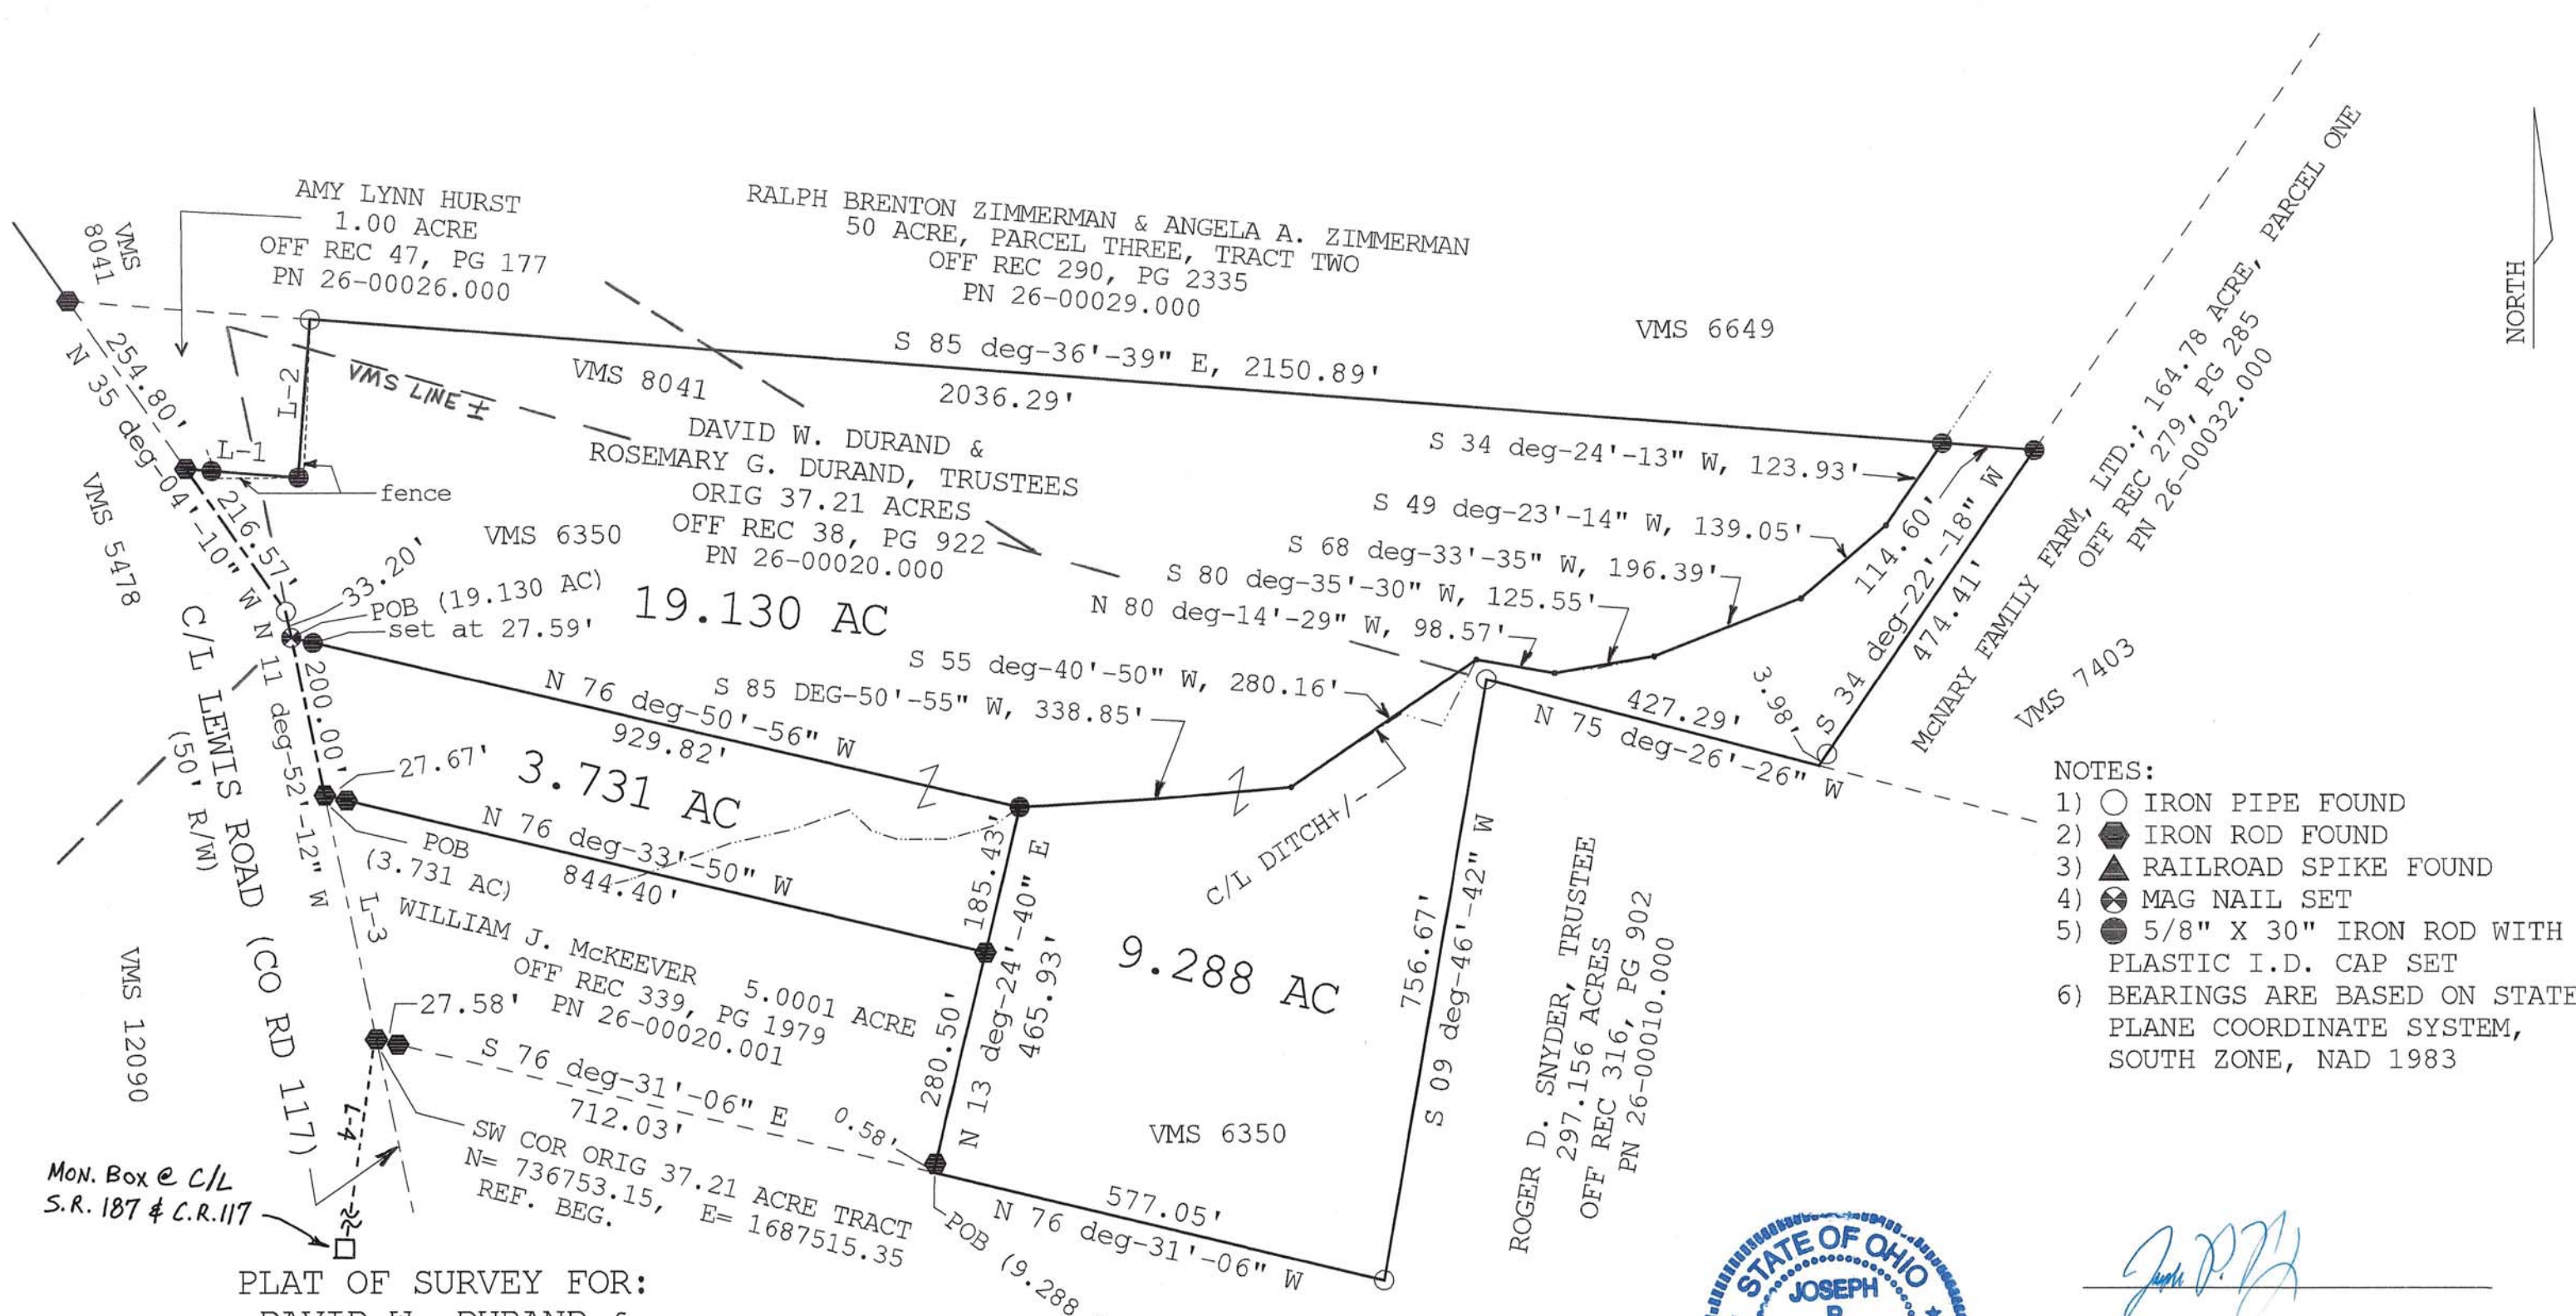 AMY LYNN HURST
1.00 ACRE
OFF REC 47, PG 177
PN 26-00026.000
RALPH BRENTON ZIMMERMAN & ANGELA A. ZIMMERMAN
50 ACRE, PARCEL THREE, TRACT TWO
OFF REC 290, PG 2335
PN 26-00029.000
VMS
8041
VMS 6649
NORTH
McNARY FAMILY FARM, LTD.; 164.78 ACRE, PARCEL ONE
OFF REC 279, PG 285
PN 26-00032.000
VMS 7403
254.80'
N 35 deg-04'-10" W
L-2
L-1
VMS LINE ±
VMS 8041
S 85 deg-36'-39" E, 2150.89'
2036.29'
DAVID W. DURAND &
ROSEMARY G. DURAND, TRUSTEES
ORIG 37.21 ACRES
OFF REC 38, PG 922
PN 26-00020.000
fence
VMS 6350
VMS 5478
216.57'
33.20'
POB (19.130 AC)
set at 27.59'
19.130 AC
S 34 deg-24'-13" W, 123.93'
S 49 deg-23'-14" W, 139.05'
S 68 deg-33'-35" W, 196.39'
S 80 deg-35'-30" W, 125.55'
N 80 deg-14'-29" W, 98.57'
S 55 deg-40'-50" W, 280.16'
S 85 DEG-50'-55" W, 338.85'
114.60'
S 34 deg-22'-18" W
474.41'
3.98'
427.29'
N 75 deg-26'-26" W
N 76 deg-50'-56" W
929.82'
C/L LEWIS ROAD (CO RD 117)
(50' R/W)
N 11 deg-52'-12" W
200.00'
27.67'
3.731 AC
N 76 deg-33'-50" W
844.40'
POB
(3.731 AC)
L-3
185.43'
N 13 deg-24'-40" E
465.93'
280.50'
C/L DITCH+/-
9.288 AC
756.67'
S 09 deg-46'-42" W
ROGER D. SNYDER, TRUSTEE
297.156 ACRES
OFF REC 316, PG 902
PN 26-00010.000
WILLIAM J. McKEEVER 5.0001 ACRE
OFF REC 339, PG 1979
PN 26-00020.001
27.58'
S 76 deg-31'-06" E
712.03'
0.58'
VMS 12090
L-4
SW COR ORIG 37.21 ACRE TRACT
N= 736753.15, E= 1687515.35
REF. BEG.
VMS 6350
577.05'
N 76 deg-31'-06" W
POB (9.288
MON. BOX @ C/L
S.R. 187 & C.R.117
NOTES:
1) IRON PIPE FOUND
2) IRON ROD FOUND
3) RAILROAD SPIKE FOUND
4) MAG NAIL SET
5) 5/8" X 30" IRON ROD WITH
PLASTIC I.D. CAP SET
6) BEARINGS ARE BASED ON STATE
PLANE COORDINATE SYSTEM,
SOUTH ZONE, NAD 1983
PLAT OF SURVEY FOR:
DAVID W. DURAND &
STATE OF OHIO
JOSEPH
P.